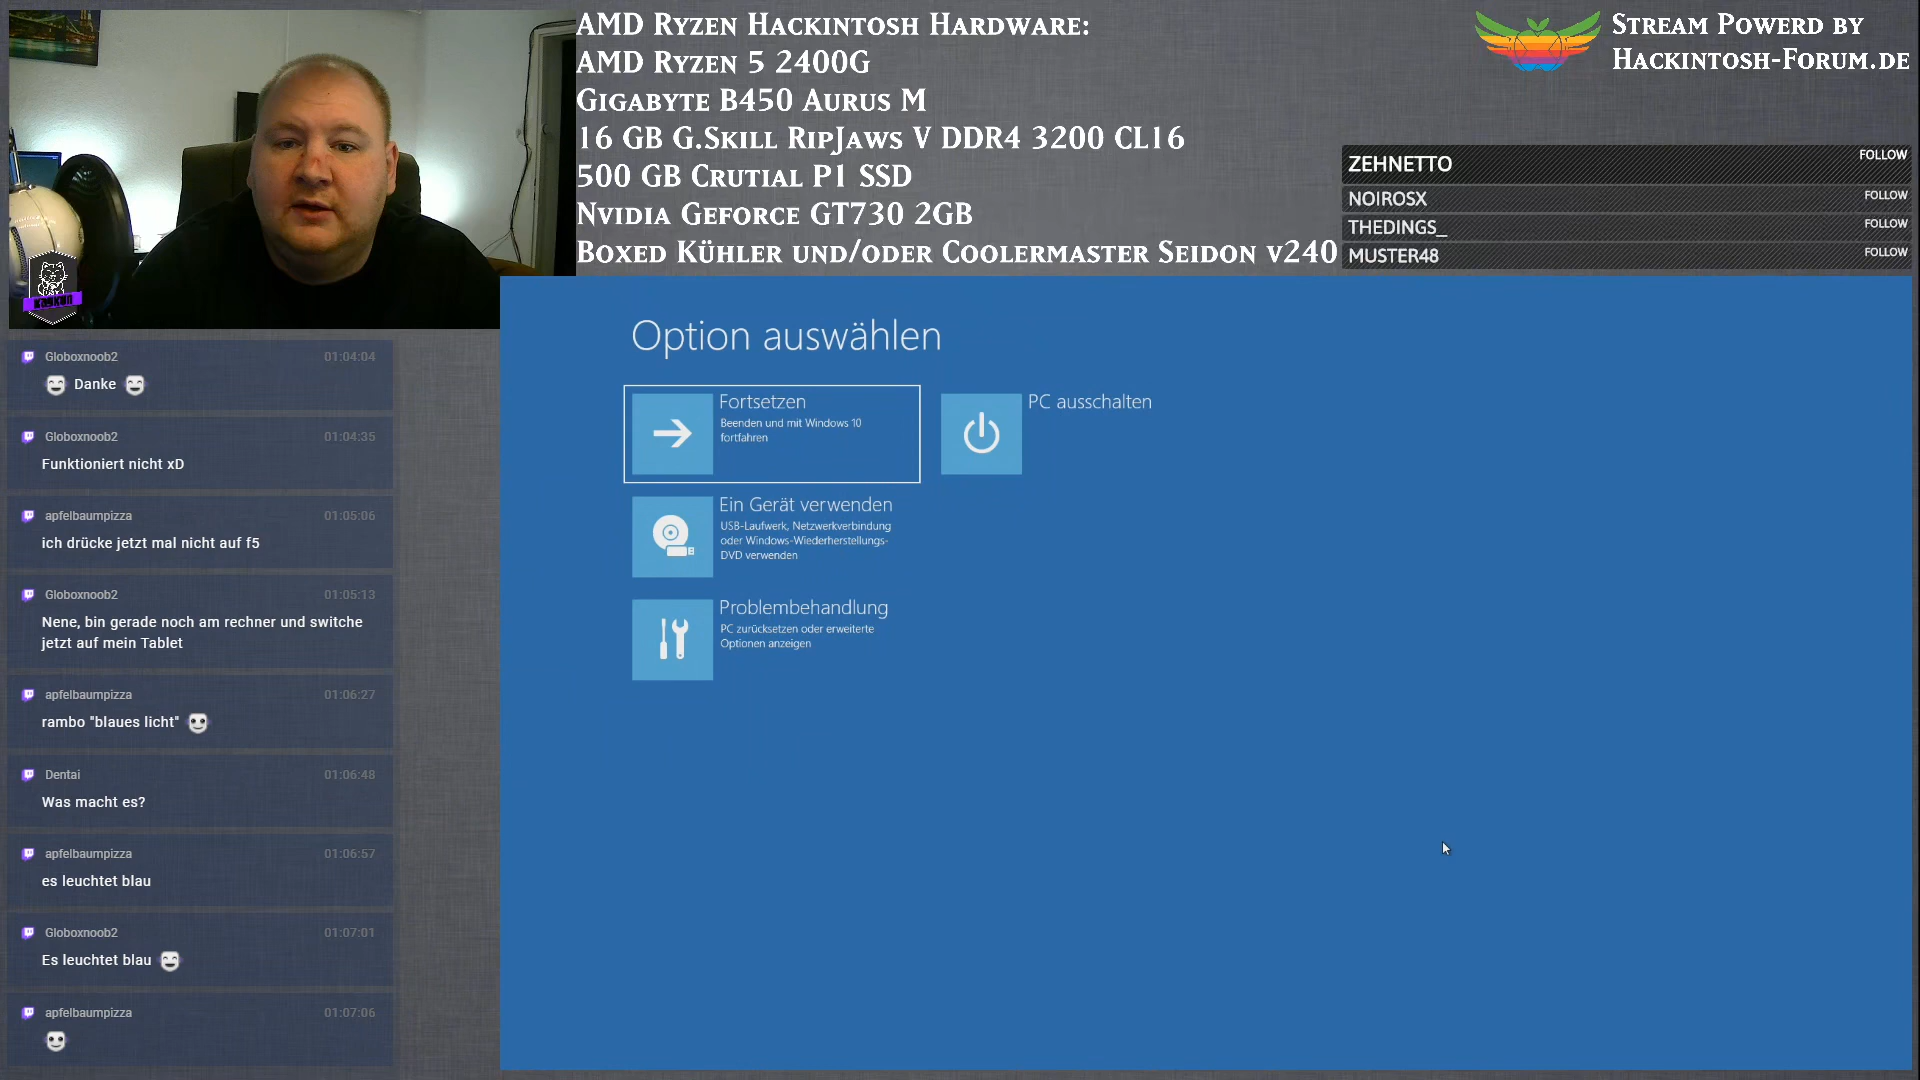 AMD Ryzen Hackintosh Hardware:
AMD Ryzen 5 2400G
Gigabyte B450 Aurus M
16 GB G.Skill RipJaws V DDR4 3200 CL16
500 GB Crutial P1 SSD
Nvidia Geforce GT730 2GB
Boxed Kühler und/oder Coolermaster Seidon v240
Stream Powerd by
Hackintosh-Forum.de
ZEHNETTO FOLLOW
NOIROSX FOLLOW
THEDINGS_ FOLLOW
MUSTER48 FOLLOW
Globoxnoob2 01:04:04
Danke
Globoxnoob2 01:04:35
Funktioniert nicht xD
apfelbaumpizza 01:05:06
ich drücke jetzt mal nicht auf f5
Globoxnoob2 01:05:13
Nene, bin gerade noch am rechner und switche
jetzt auf mein Tablet
apfelbaumpizza 01:06:27
rambo "blaues licht"
Dentai 01:06:48
Was macht es?
apfelbaumpizza 01:06:57
es leuchtet blau
Globoxnoob2 01:07:01
Es leuchtet blau
apfelbaumpizza 01:07:06
Option auswählen
Fortsetzen
Beenden und mit Windows 10
fortfahren
PC ausschalten
Ein Gerät verwenden
USB-Laufwerk, Netzwerkverbindung
oder Windows-Wiederherstellungs-
DVD verwenden
Problembehandlung
PC zurücksetzen oder erweiterte
Optionen anzeigen